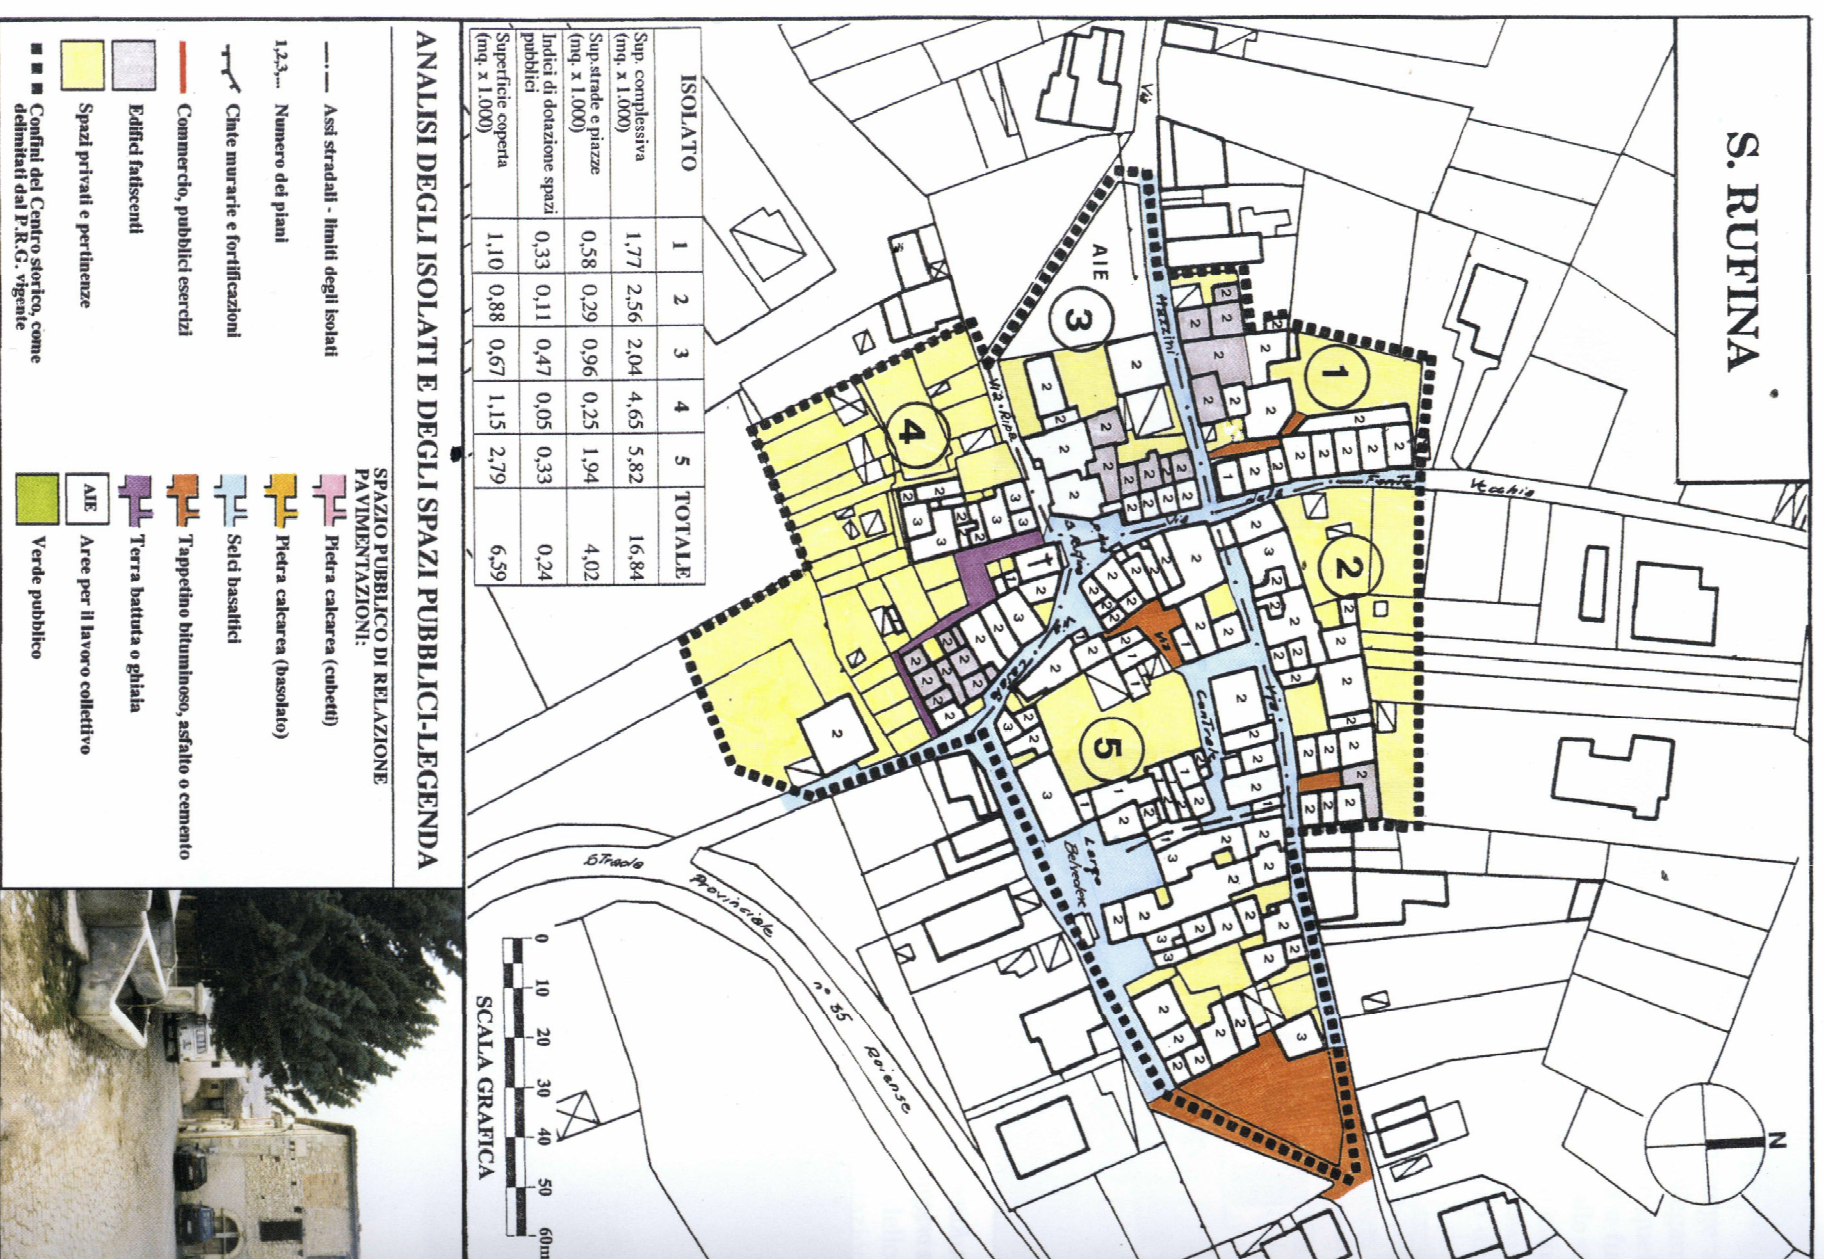 S. RUFINA
N
AIE
1
2
3
4
5
Via
Mazzini
Via Ripa
Via
della
Fonte
Vecchia
Via
Centrale
Via
Largo
Belvedere
Strada
Provinciale
n° 35
Roianse
ISOLATO 1 2 3 4 5 TOTALE
Sup. complessiva
(mq. x 1.000) 1,77 2,56 2,04 4,65 5,82 16,84
Sup.strade e piazze
(mq. x 1.000) 0,58 0,29 0,96 0,25 1,94 4,02
Indici di dotazione spazi
pubblici 0,33 0,11 0,47 0,05 0,33 0,24
Superficie coperta
(mq. x 1.000) 1,10 0,88 0,67 1,15 2,79 6,59
0 10 20 30 40 50 60m
SCALA GRAFICA
ANALISI DEGLI ISOLATI E DEGLI SPAZI PUBBLICI-LEGENDA
Assi stradali - limiti degli isolati
1,2,3,... Numero dei piani
Cinte murarie e fortificazioni
Commercio, pubblici esercizi
Edifici fatiscenti
Spazi privati e pertinenze
Confini del Centro storico, come
delimitati dal P.R.G. vigente
SPAZIO PUBBLICO DI RELAZIONE
PAVIMENTAZIONI:
Pietra calcarea (cubetti)
Pietra calcarea (basolato)
Selci basaltici
Tappetino bituminoso, asfalto o cemento
Terra battuta o ghiaia
AIE Aree per il lavoro collettivo
Verde pubblico